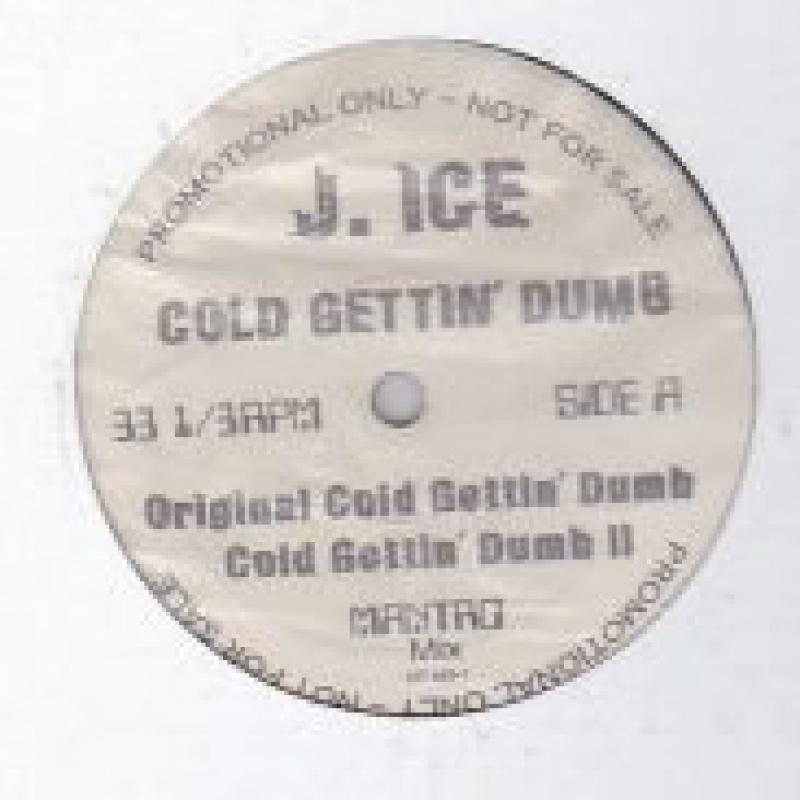 PROMOTIONAL ONLY - NOT FOR SALE
J. ICE
COLD GETTIN' DUMB
33 1/3RPM
SIDE A
Original Cold Gettin' Dumb
Cold Gettin' Dumb II
MANTRO
Mix
PROMOTIONAL ONLY - NOT FOR SALE